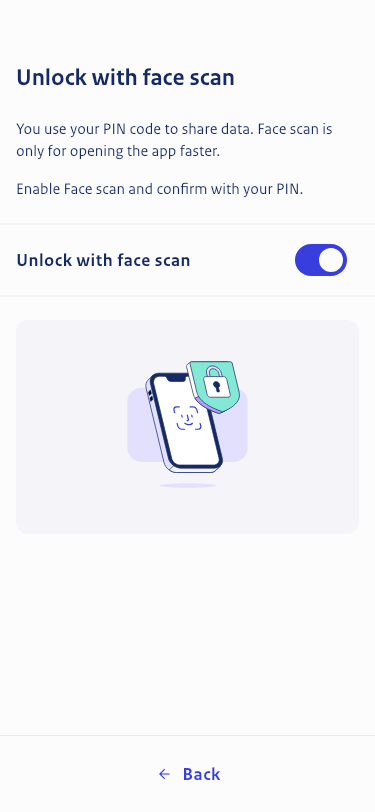 Unlock with face scan
You use your PIN code to share data. Face scan is
only for opening the app faster.
Enable Face scan and confirm with your PIN.
Unlock with face scan
Back